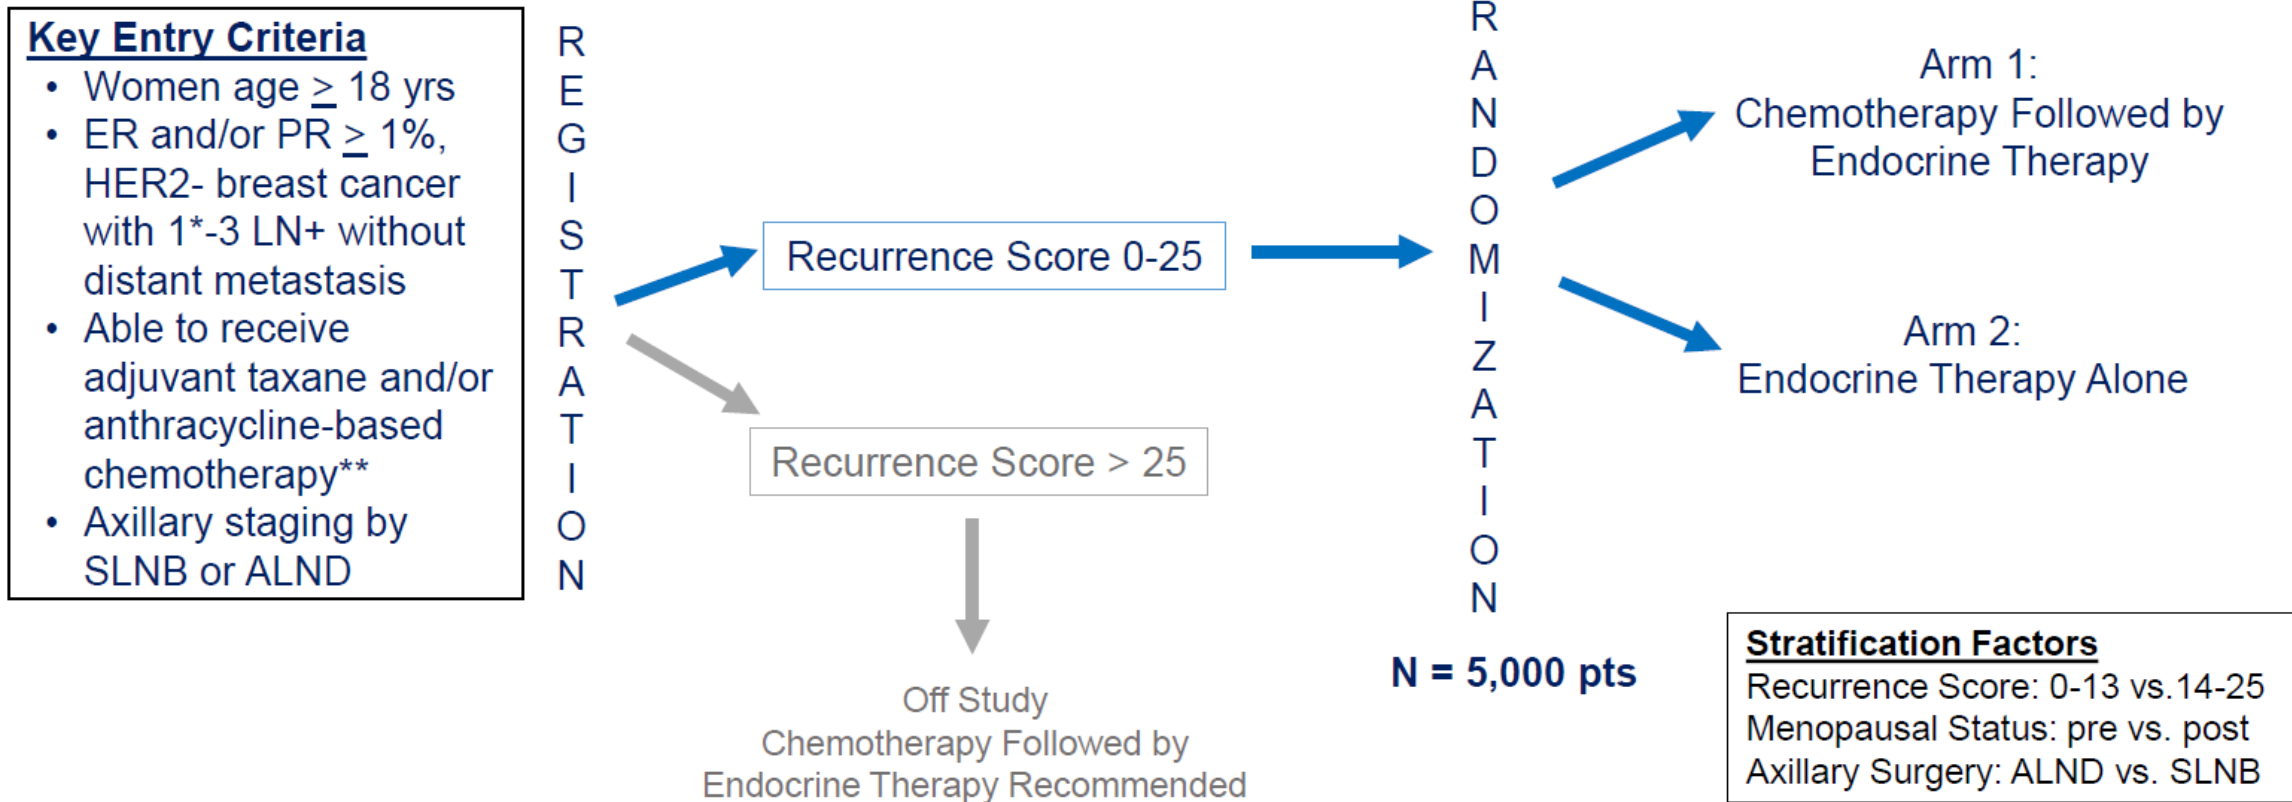 Key Entry Criteria
• Women age ≥ 18 yrs
• ER and/or PR ≥ 1%,
HER2- breast cancer
with 1*-3 LN+ without
distant metastasis
• Able to receive
adjuvant taxane and/or
anthracycline-based
chemotherapy**
• Axillary staging by
SLNB or ALND
REGISTRATION
Recurrence Score 0-25
Recurrence Score > 25
Off Study
Chemotherapy Followed by
Endocrine Therapy Recommended
RANDOMIZATION
N = 5,000 pts
Arm 1:
Chemotherapy Followed by
Endocrine Therapy
Arm 2:
Endocrine Therapy Alone
Stratification Factors
Recurrence Score: 0-13 vs.14-25
Menopausal Status: pre vs. post
Axillary Surgery: ALND vs. SLNB